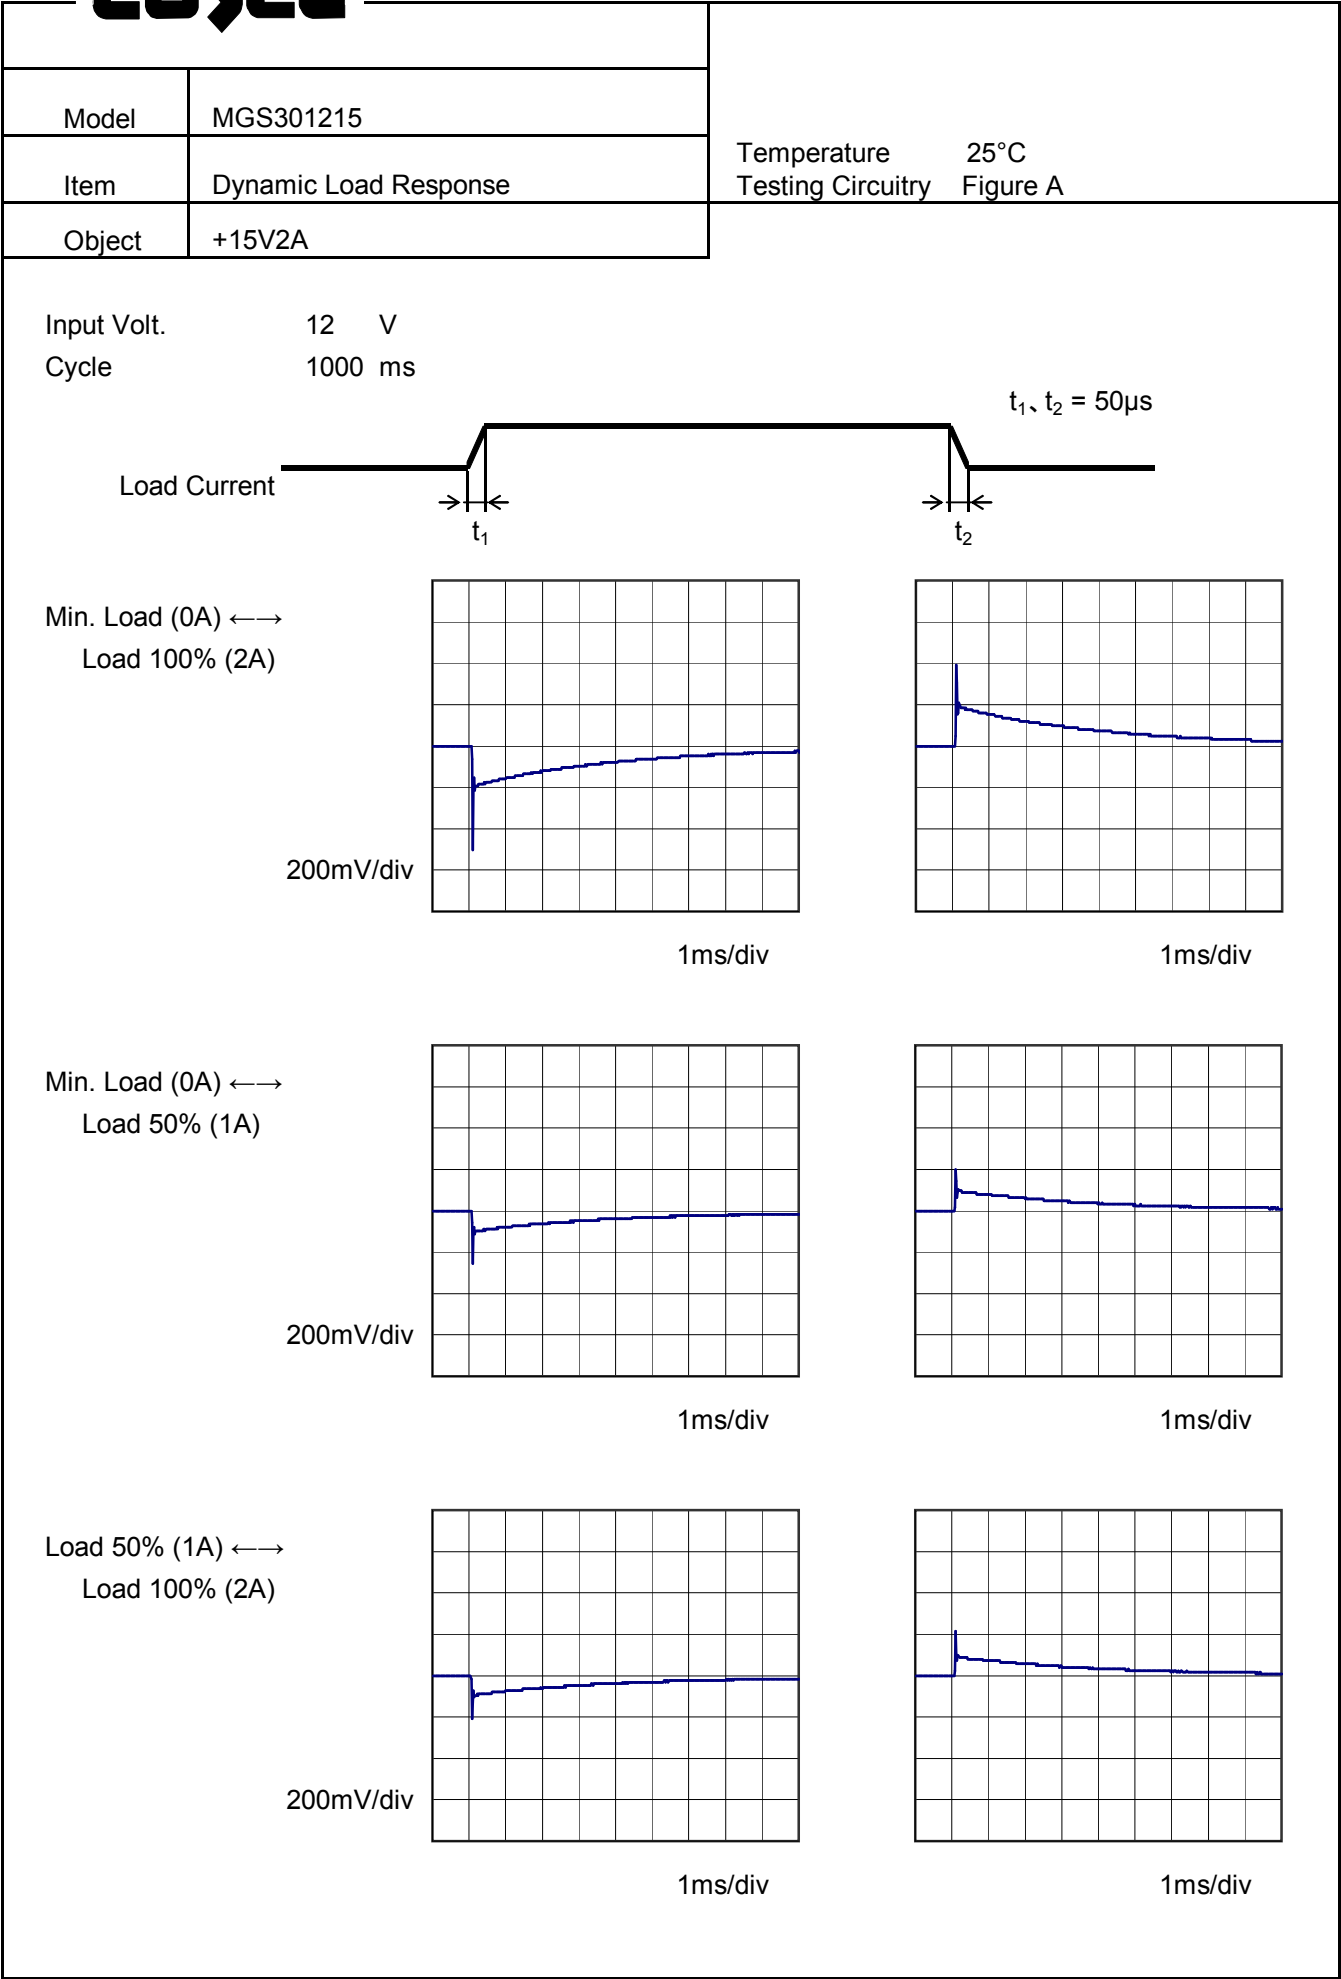 Model MGS301215
Item Dynamic Load Response
Object +15V2A
Temperature 25°C
Testing Circuitry Figure A
Input Volt. 12 V
Cycle 1000 ms
t₁、t₂ = 50µs
Load Current
t₁ t₂
Min. Load (0A) ←→
Load 100% (2A)
200mV/div
1ms/div 1ms/div
Min. Load (0A) ←→
Load 50% (1A)
200mV/div
1ms/div 1ms/div
Load 50% (1A) ←→
Load 100% (2A)
200mV/div
1ms/div 1ms/div